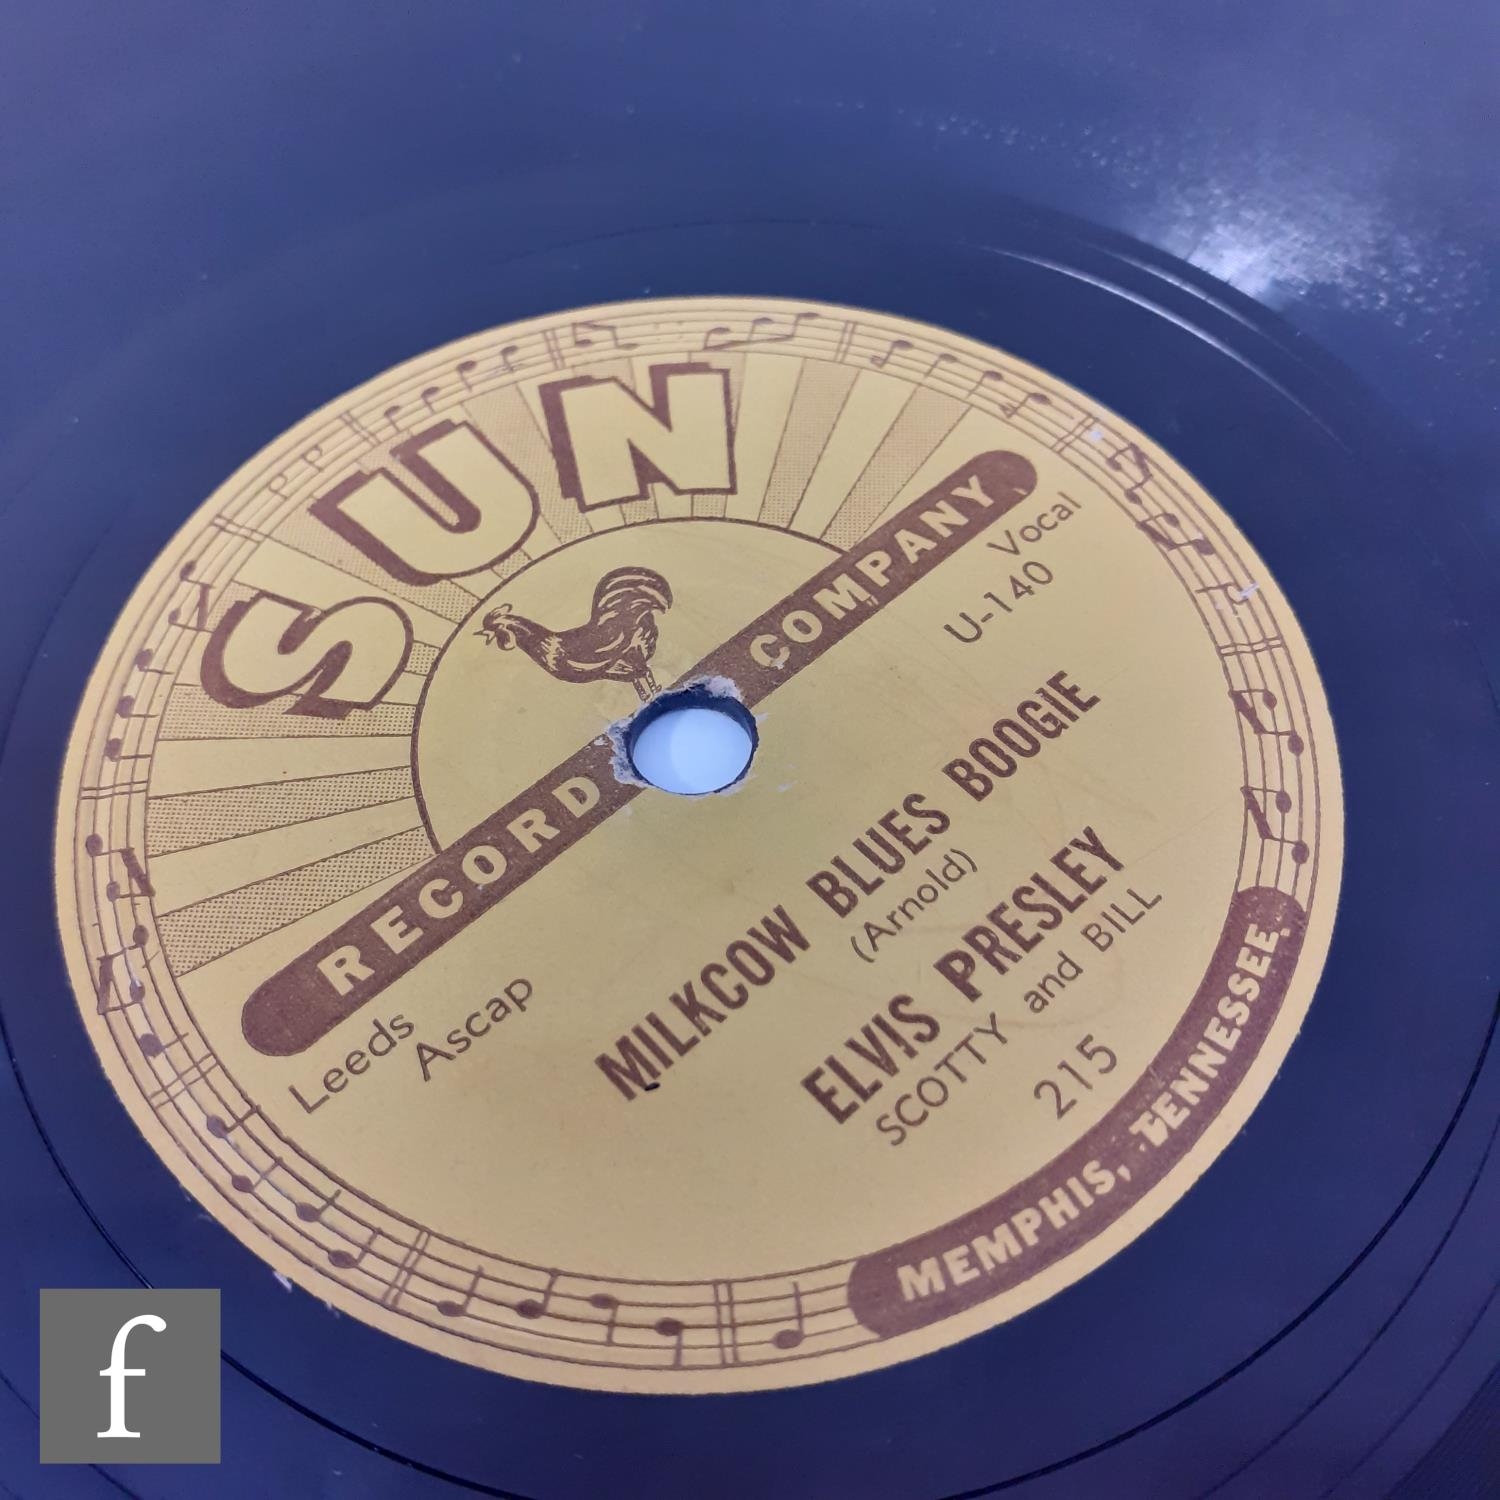 SUN
RECORD COMPANY
Vocal
U-140
Leeds
Ascap
MILKCOW BLUES BOOGIE
(Arnold)
ELVIS PRESLEY
SCOTTY and BILL
215
MEMPHIS, TENNESSEE
f